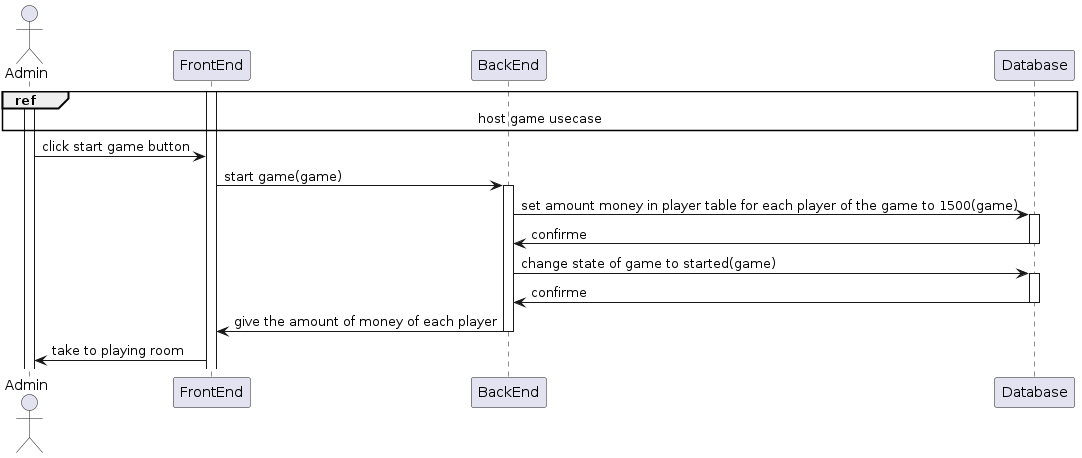 Admin
FrontEnd
BackEnd
Database
ref
host game usecase
click start game button
start game(game)
set amount money in player table for each player of the game to 1500(game)
confirme
change state of game to started(game)
confirme
give the amount of money of each player
take to playing room
Admin
FrontEnd
BackEnd
Database